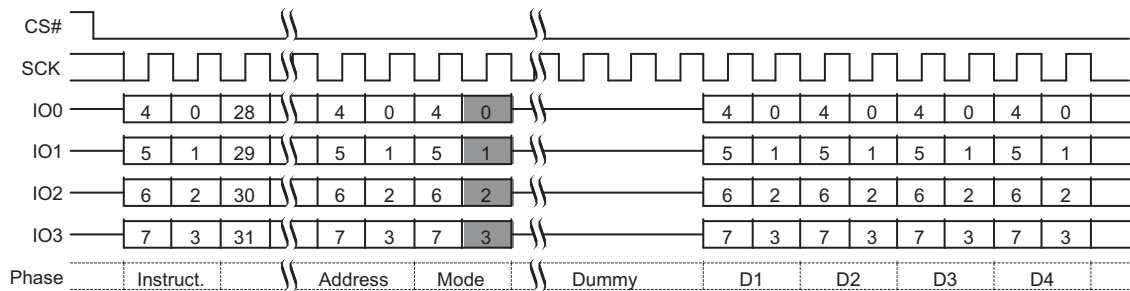 CS#
SCK
IO0 4 0 28 4 0 4 0 4 0 4 0 4 0 4 0
IO1 5 1 29 5 1 5 1 5 1 5 1 5 1 5 1
IO2 6 2 30 6 2 6 2 6 2 6 2 6 2 6 2
IO3 7 3 31 7 3 7 3 7 3 7 3 7 3 7 3
Phase Instruct. Address Mode Dummy D1 D2 D3 D4